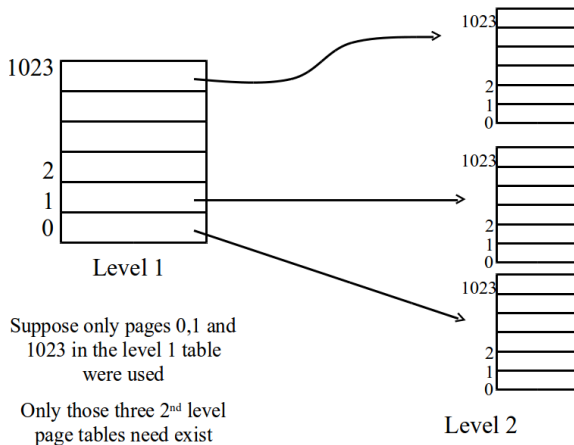 1023
2
1
0
Level 1
Suppose only pages 0,1 and
1023 in the level 1 table
were used
Only those three 2nd level
page tables need exist
1023
2
1
0
1023
2
1
0
1023
2
1
0
Level 2